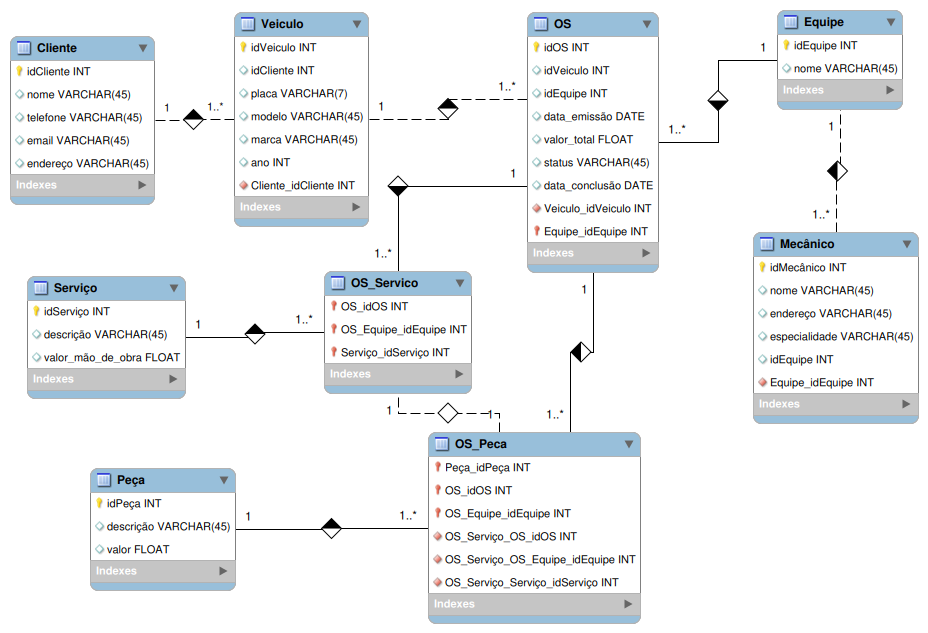 Cliente
idCliente INT
nome VARCHAR(45)
telefone VARCHAR(45)
email VARCHAR(45)
endereço VARCHAR(45)
Indexes
1
1..*
Veiculo
idVeiculo INT
idCliente INT
placa VARCHAR(7)
modelo VARCHAR(45)
marca VARCHAR(45)
ano INT
Cliente_idCliente INT
Indexes
1
1..*
OS
idOS INT
idVeiculo INT
idEquipe INT
data_emissão DATE
valor_total FLOAT
status VARCHAR(45)
data_conclusão DATE
Veiculo_idVeiculo INT
Equipe_idEquipe INT
Indexes
1
1..*
Equipe
idEquipe INT
nome VARCHAR(45)
Indexes
1
1..*
Mecânico
idMecânico INT
nome VARCHAR(45)
endereço VARCHAR(45)
especialidade VARCHAR(45)
idEquipe INT
Equipe_idEquipe INT
Indexes
1
1..*
Serviço
idServiço INT
descrição VARCHAR(45)
valor_mão_de_obra FLOAT
Indexes
1
1..*
OS_Servico
OS_idOS INT
OS_Equipe_idEquipe INT
Serviço_idServiço INT
Indexes
1
1
1
1..*
OS_Peca
Peça_idPeça INT
OS_idOS INT
OS_Equipe_idEquipe INT
OS_Serviço_OS_idOS INT
OS_Serviço_OS_Equipe_idEquipe INT
OS_Serviço_Serviço_idServiço INT
Indexes
Peça
idPeça INT
descrição VARCHAR(45)
valor FLOAT
Indexes
1
1..*